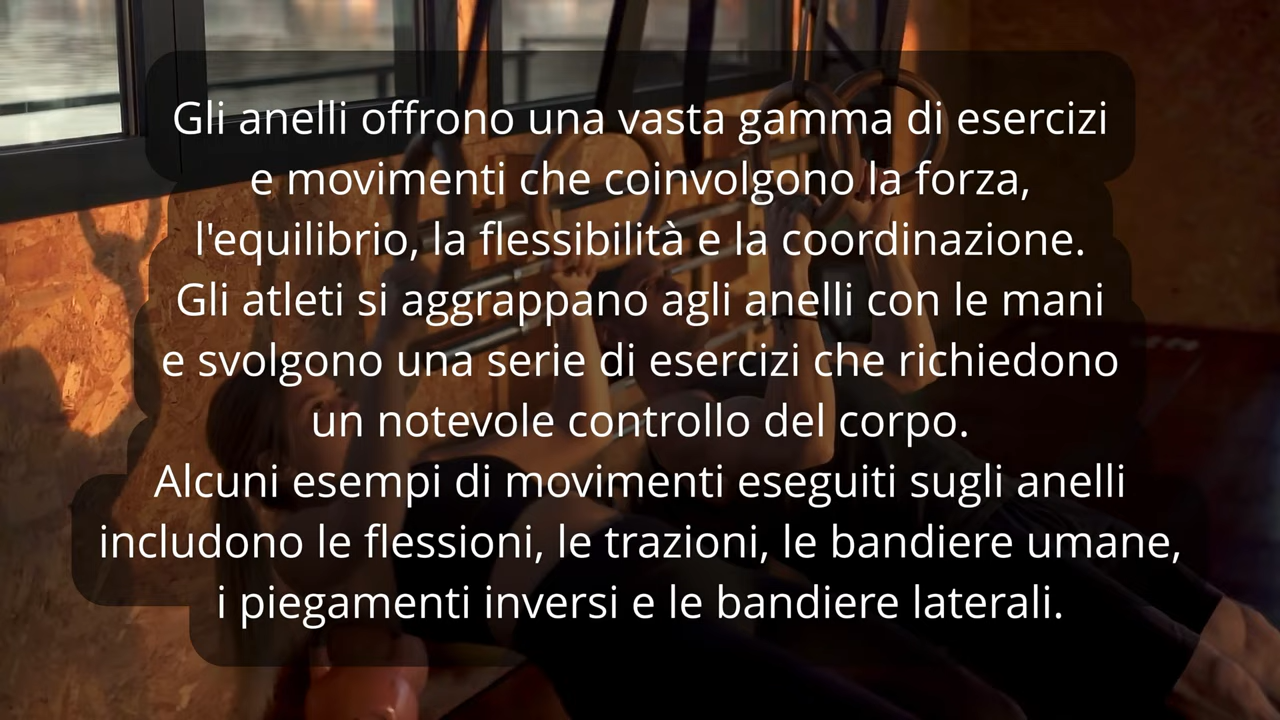 Gli anelli offrono una vasta gamma di esercizi
e movimenti che coinvolgono la forza,
l'equilibrio, la flessibilità e la coordinazione.
Gli atleti si aggrappano agli anelli con le mani
e svolgono una serie di esercizi che richiedono
un notevole controllo del corpo.
Alcuni esempi di movimenti eseguiti sugli anelli
includono le flessioni, le trazioni, le bandiere umane,
i piegamenti inversi e le bandiere laterali.